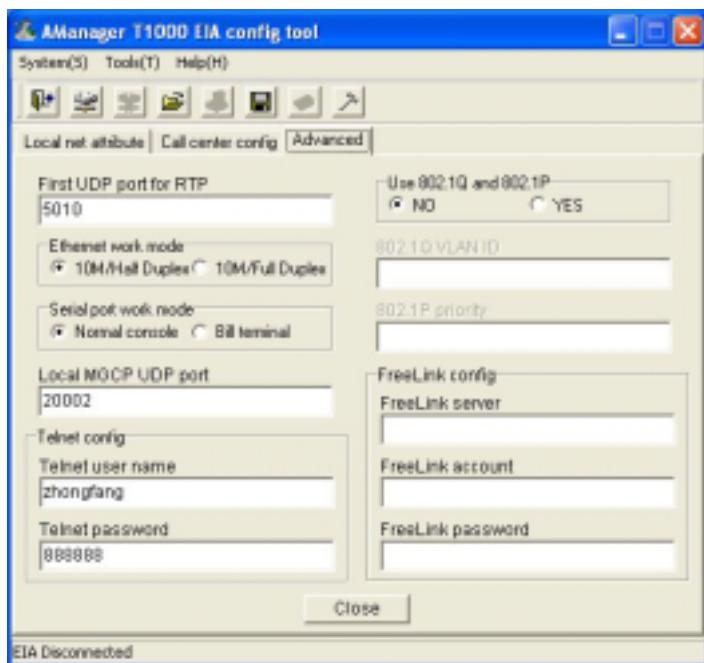 AManager T1000 EIA config tool
System(S) Tools(T) Help(H)
Local net attribute Call center config Advanced
First UDP port for RTP
5010
Ethernet work mode
10M/Half Duplex 10M/Full Duplex
Serial port work mode
Normal console Bill terminal
Local MGCP UDP port
20002
Telnet config
Telnet user name
zhongfang
Telnet password
888888
Use 802.1Q and 802.1P
NO YES
802.1Q VLAN ID
802.1P priority
FreeLink config
FreeLink server
FreeLink account
FreeLink password
Close
EIA Disconnected